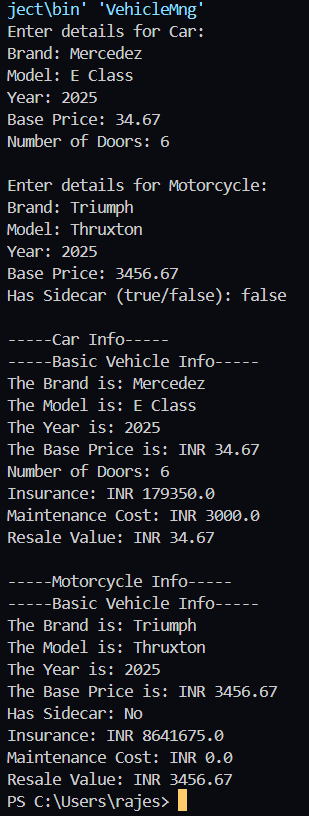 ject\bin' 'VehicleMng'
Enter details for Car:
Brand: Mercedez
Model: E Class
Year: 2025
Base Price: 34.67
Number of Doors: 6
Enter details for Motorcycle:
Brand: Triumph
Model: Thruxton
Year: 2025
Base Price: 3456.67
Has Sidecar (true/false): false
-----Car Info-----
-----Basic Vehicle Info-----
The Brand is: Mercedez
The Model is: E Class
The Year is: 2025
The Base Price is: INR 34.67
Number of Doors: 6
Insurance: INR 179350.0
Maintenance Cost: INR 3000.0
Resale Value: INR 34.67
-----Motorcycle Info-----
-----Basic Vehicle Info-----
The Brand is: Triumph
The Model is: Thruxton
The Year is: 2025
The Base Price is: INR 3456.67
Has Sidecar: No
Insurance: INR 8641675.0
Maintenance Cost: INR 0.0
Resale Value: INR 3456.67
PS C:\Users\rajes>